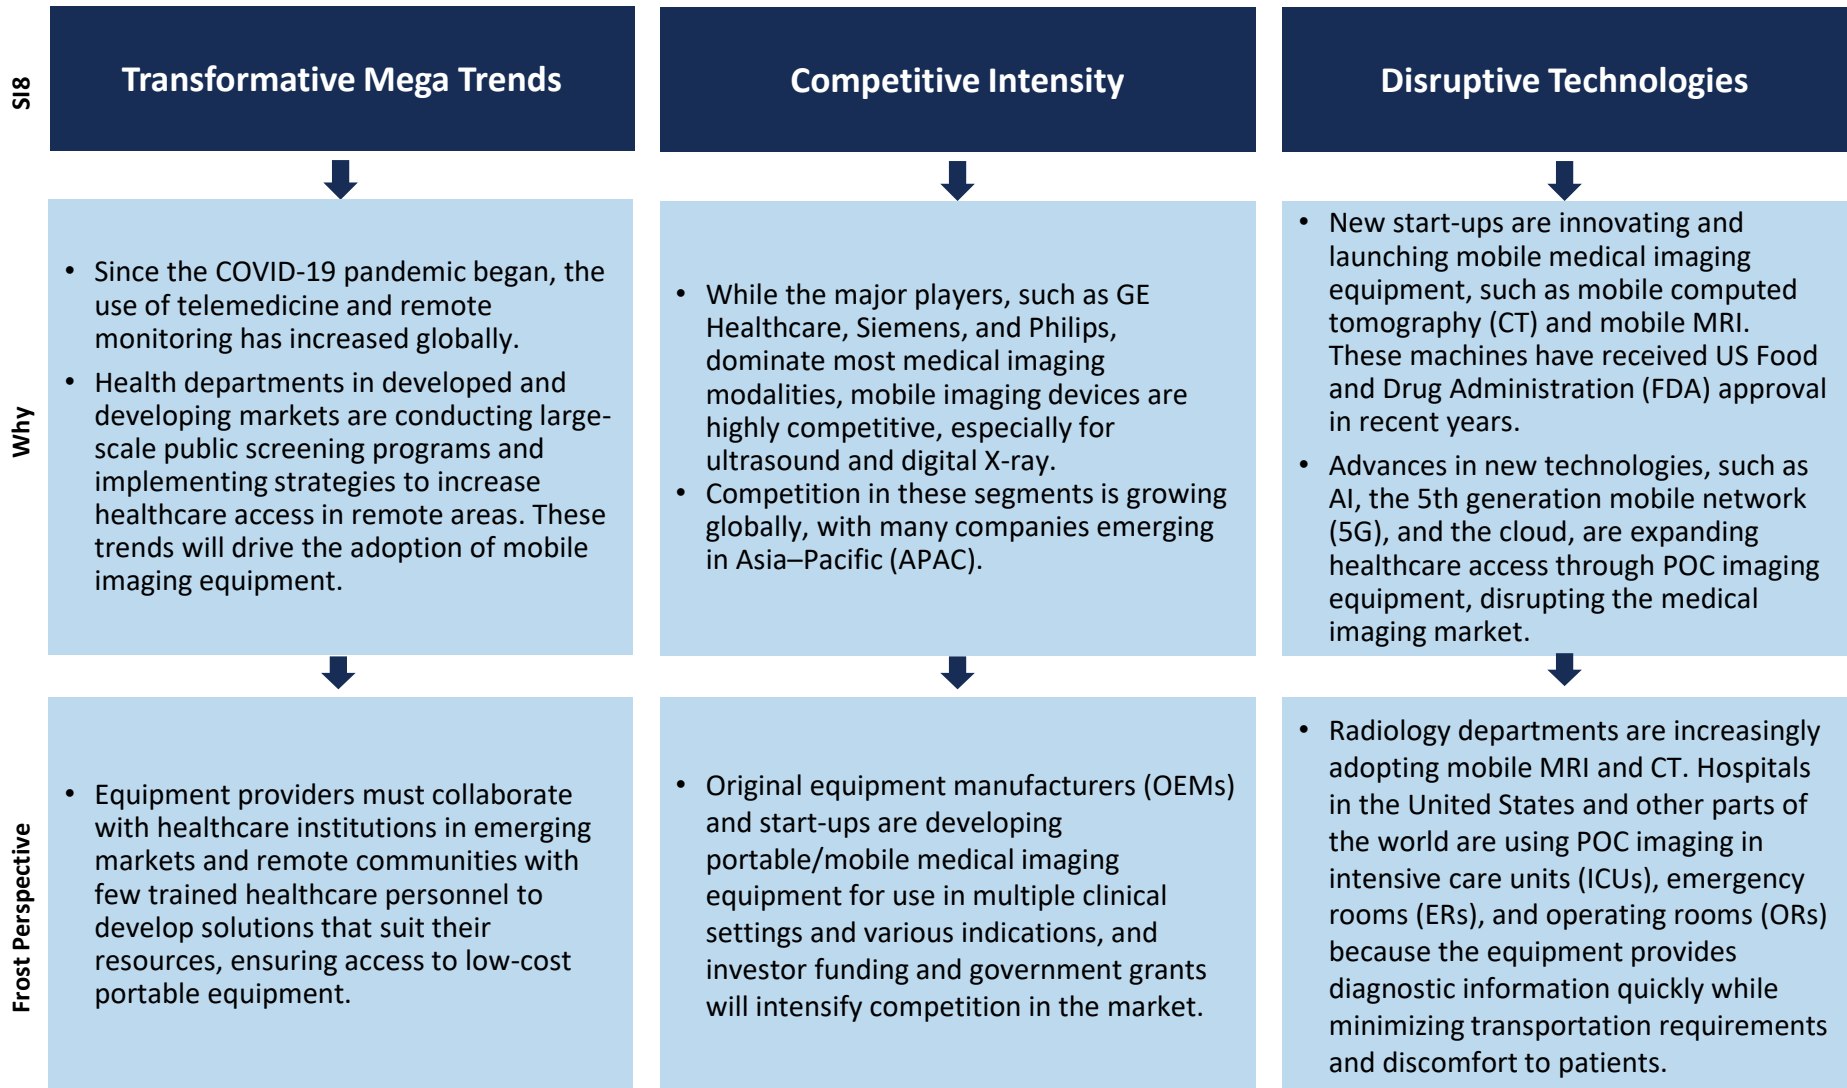 SI8
Transformative Mega Trends
Competitive Intensity
Disruptive Technologies
Why
• Since the COVID-19 pandemic began, the
use of telemedicine and remote
monitoring has increased globally.
• Health departments in developed and
developing markets are conducting large-
scale public screening programs and
implementing strategies to increase
healthcare access in remote areas. These
trends will drive the adoption of mobile
imaging equipment.
• While the major players, such as GE
Healthcare, Siemens, and Philips,
dominate most medical imaging
modalities, mobile imaging devices are
highly competitive, especially for
ultrasound and digital X-ray.
• Competition in these segments is growing
globally, with many companies emerging
in Asia–Pacific (APAC).
• New start-ups are innovating and
launching mobile medical imaging
equipment, such as mobile computed
tomography (CT) and mobile MRI.
These machines have received US Food
and Drug Administration (FDA) approval
in recent years.
• Advances in new technologies, such as
AI, the 5th generation mobile network
(5G), and the cloud, are expanding
healthcare access through POC imaging
equipment, disrupting the medical
imaging market.
Frost Perspective
• Equipment providers must collaborate
with healthcare institutions in emerging
markets and remote communities with
few trained healthcare personnel to
develop solutions that suit their
resources, ensuring access to low-cost
portable equipment.
• Original equipment manufacturers (OEMs)
and start-ups are developing
portable/mobile medical imaging
equipment for use in multiple clinical
settings and various indications, and
investor funding and government grants
will intensify competition in the market.
• Radiology departments are increasingly
adopting mobile MRI and CT. Hospitals
in the United States and other parts of
the world are using POC imaging in
intensive care units (ICUs), emergency
rooms (ERs), and operating rooms (ORs)
because the equipment provides
diagnostic information quickly while
minimizing transportation requirements
and discomfort to patients.